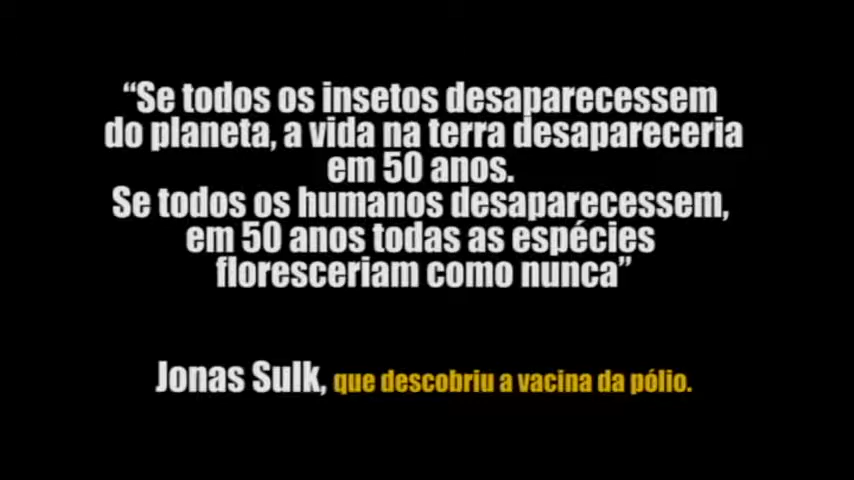 “Se todos os insetos desaparecessem
do planeta, a vida na terra desapareceria
em 50 anos.
Se todos os humanos desaparecessem,
em 50 anos todas as espécies
floresceriam como nunca”
Jonas Sulk, que descobriu a vacina da pólio.